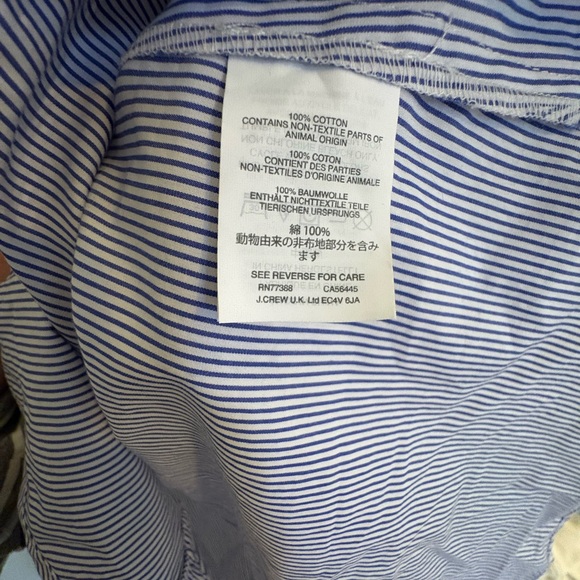 100% COTTON
CONTAINS NON-TEXTILE PARTS OF
ANIMAL ORIGIN
100% COTON
CONTIENT DES PARTIES
NON-TEXTILES D'ORIGINE ANIMALE
100% BAUMWOLLE
ENTHÄLT NICHTTEXTILE TEILE
TIERISCHEN URSPRUNGS
綿 100%
動物由来の非布地部分を含み
ます
SEE REVERSE FOR CARE
RN77388 CA56445
J.CREW U.K. Ltd EC4V 6JA